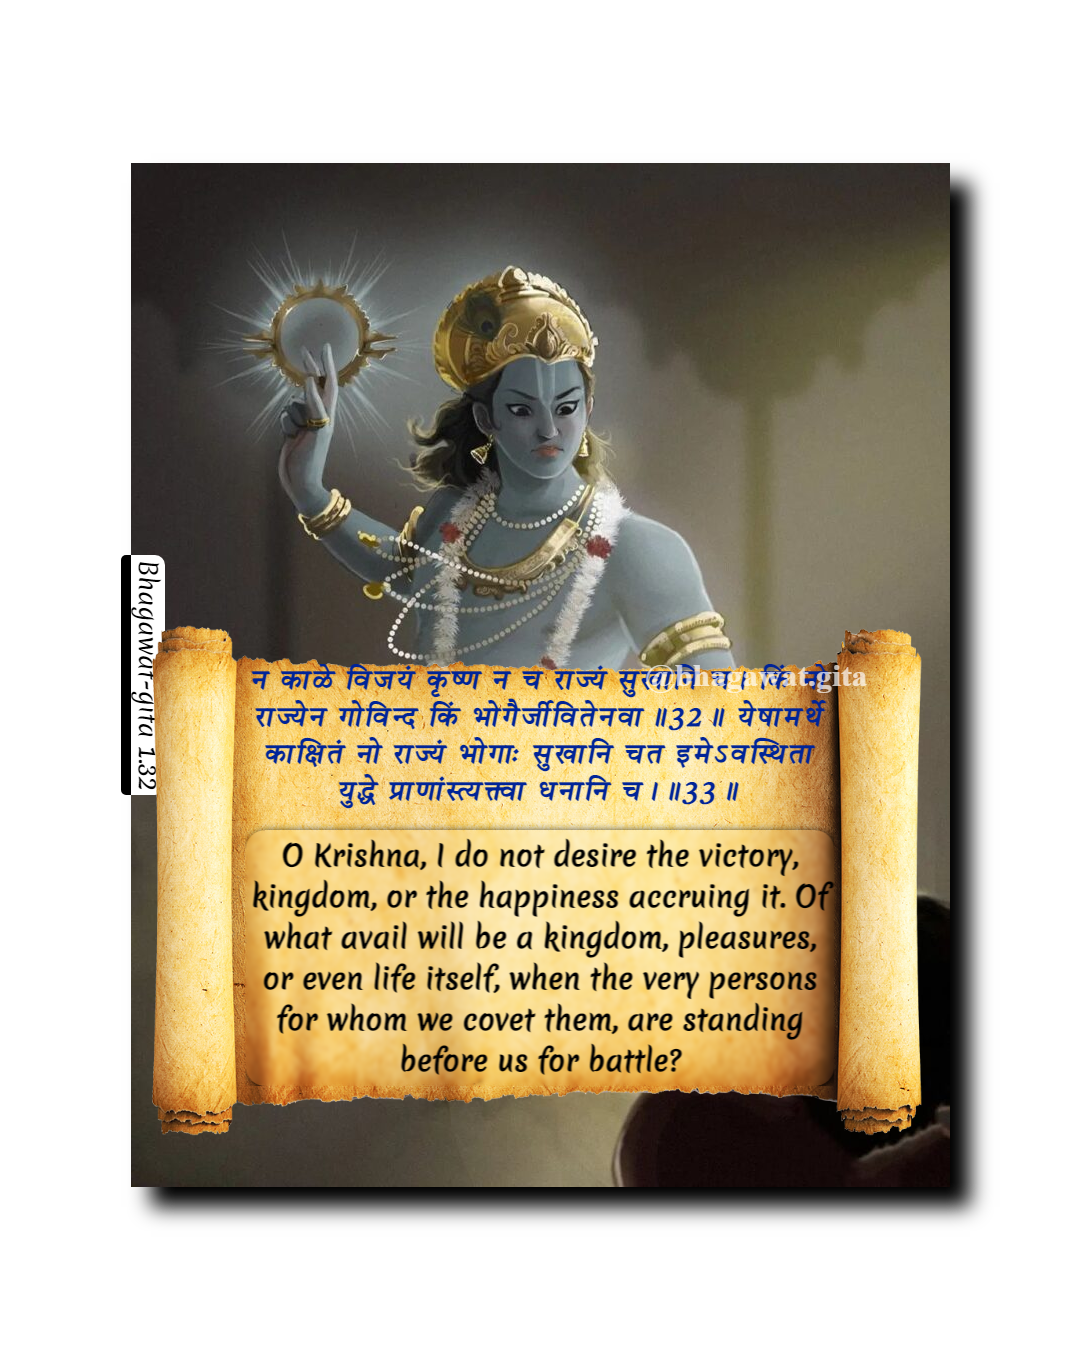 Bhagawat-gita 1.32
न काळे विजयं कृष्ण न च राज्यं सुखानि च। किं नो
@bhagawat.gita
राज्येन गोविन्द किं भोगैर्जीवितेनवा॥32॥ येषामर्थे
काक्षितं नो राज्यं भोगाः सुखानि चत इमेऽवस्थिता
युद्धे प्राणांस्त्यक्त्वा धनानि च।॥33॥
O Krishna, I do not desire the victory,
kingdom, or the happiness accruing it. Of
what avail will be a kingdom, pleasures,
or even life itself, when the very persons
for whom we covet them, are standing
before us for battle?